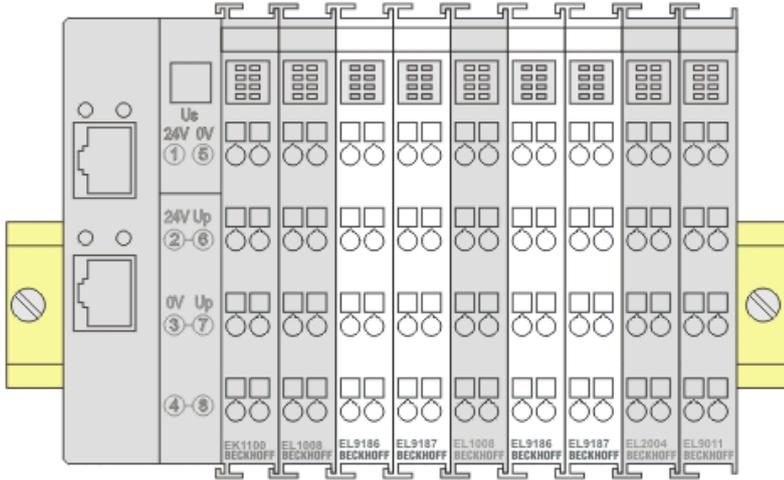 Us
24V 0V
1 5
24V Up
2 6
0V Up
3 7
4 8
EK1100 EL1008 EL9186 EL9187 EL1008 EL9186 EL9187 EL2004 EL9011
BECKHOFF BECKHOFF BECKHOFF BECKHOFF BECKHOFF BECKHOFF BECKHOFF BECKHOFF BECKHOFF